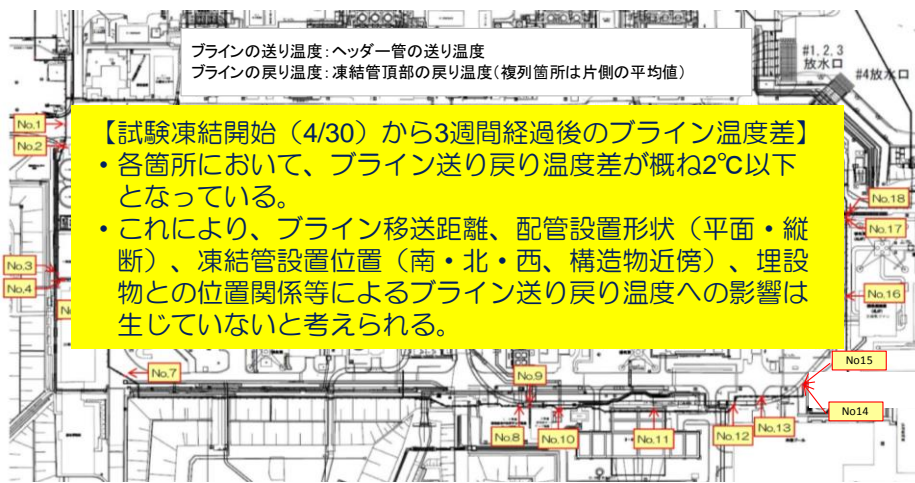 ブラインの送り温度:ヘッダー管の送り温度
ブラインの戻り温度:凍結管頂部の戻り温度(複列箇所は片側の平均値)
#1,2,3
放水口
#4放水口
No.1
No.2
【試験凍結開始(4/30)から3週間経過後のブライン温度差】
・各箇所において、ブライン送り戻り温度差が概ね2℃以下
となっている。
・これにより、ブライン移送距離、配管設置形状(平面・縦
断)、凍結管設置位置(南・北・西、構造物近傍)、埋設
物との位置関係等によるブライン送り戻り温度への影響は
生じていないと考えられる。
No.18
No.17
No.3
No.4
No.16
No.7
No.9
No15
No14
No.8
No.10
No.11
No.12
No.13